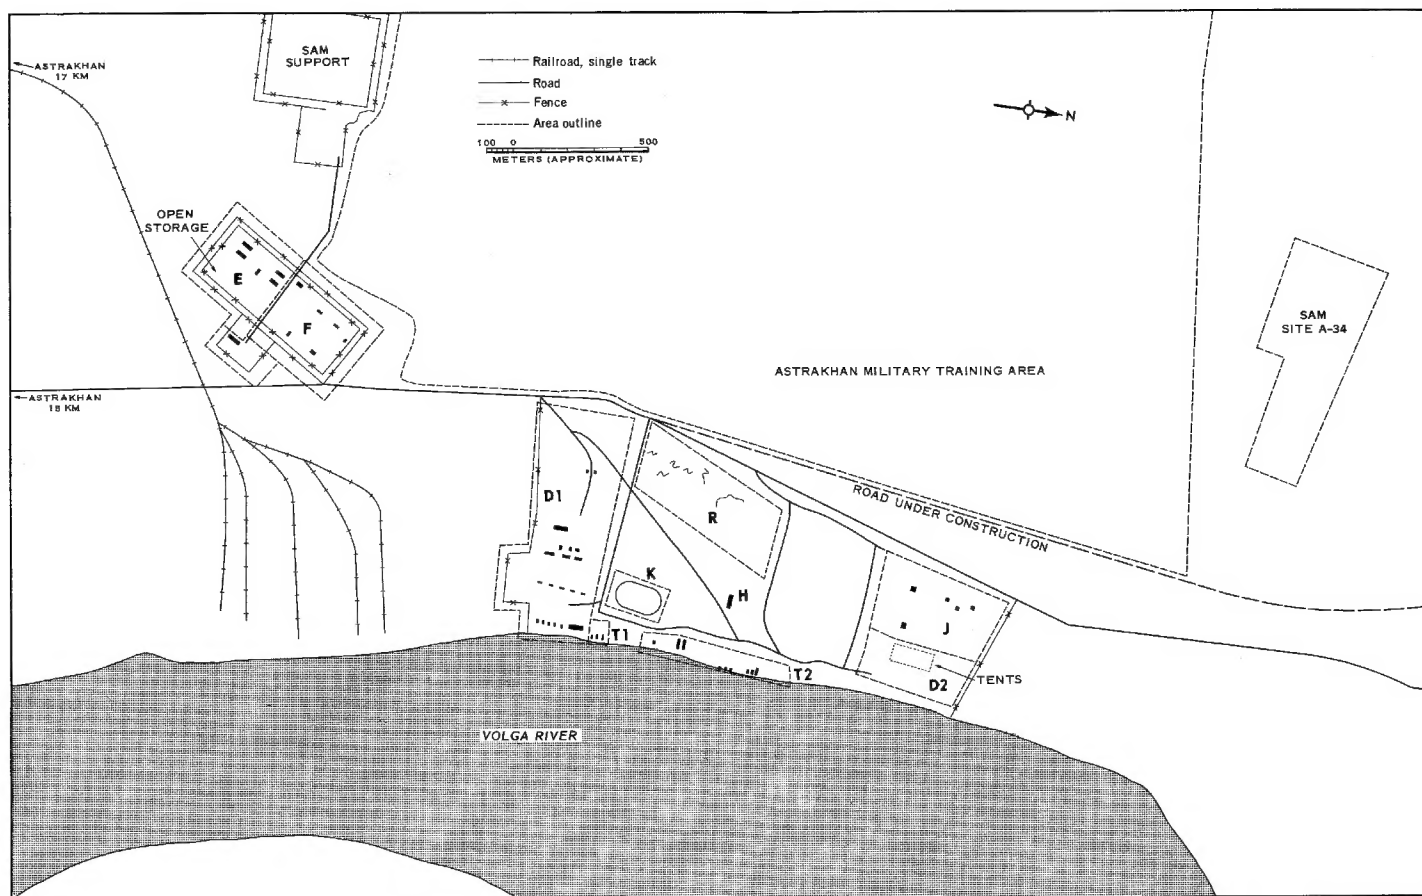 SAM
SUPPORT
ASTRAKHAN
17 KM
Railroad, single track
Road
Fence
Area outline
100 0 500
METERS (APPROXIMATE)
N
OPEN
STORAGE
E
F
SAM
SITE A-34
ASTRAKHAN MILITARY TRAINING AREA
ASTRAKHAN
18 KM
ROAD UNDER CONSTRUCTION
D1
R
K
H
J
T1
T2
D2
TENTS
VOLGA RIVER